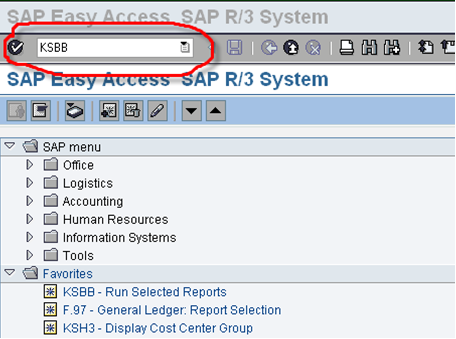 SAP Easy Access SAP R/3 System
KSBB
SAP Easy Access SAP R/3 System
SAP menu
Office
Logistics
Accounting
Human Resources
Information Systems
Tools
Favorites
KSBB - Run Selected Reports
F.97 - General Ledger: Report Selection
KSH3 - Display Cost Center Group